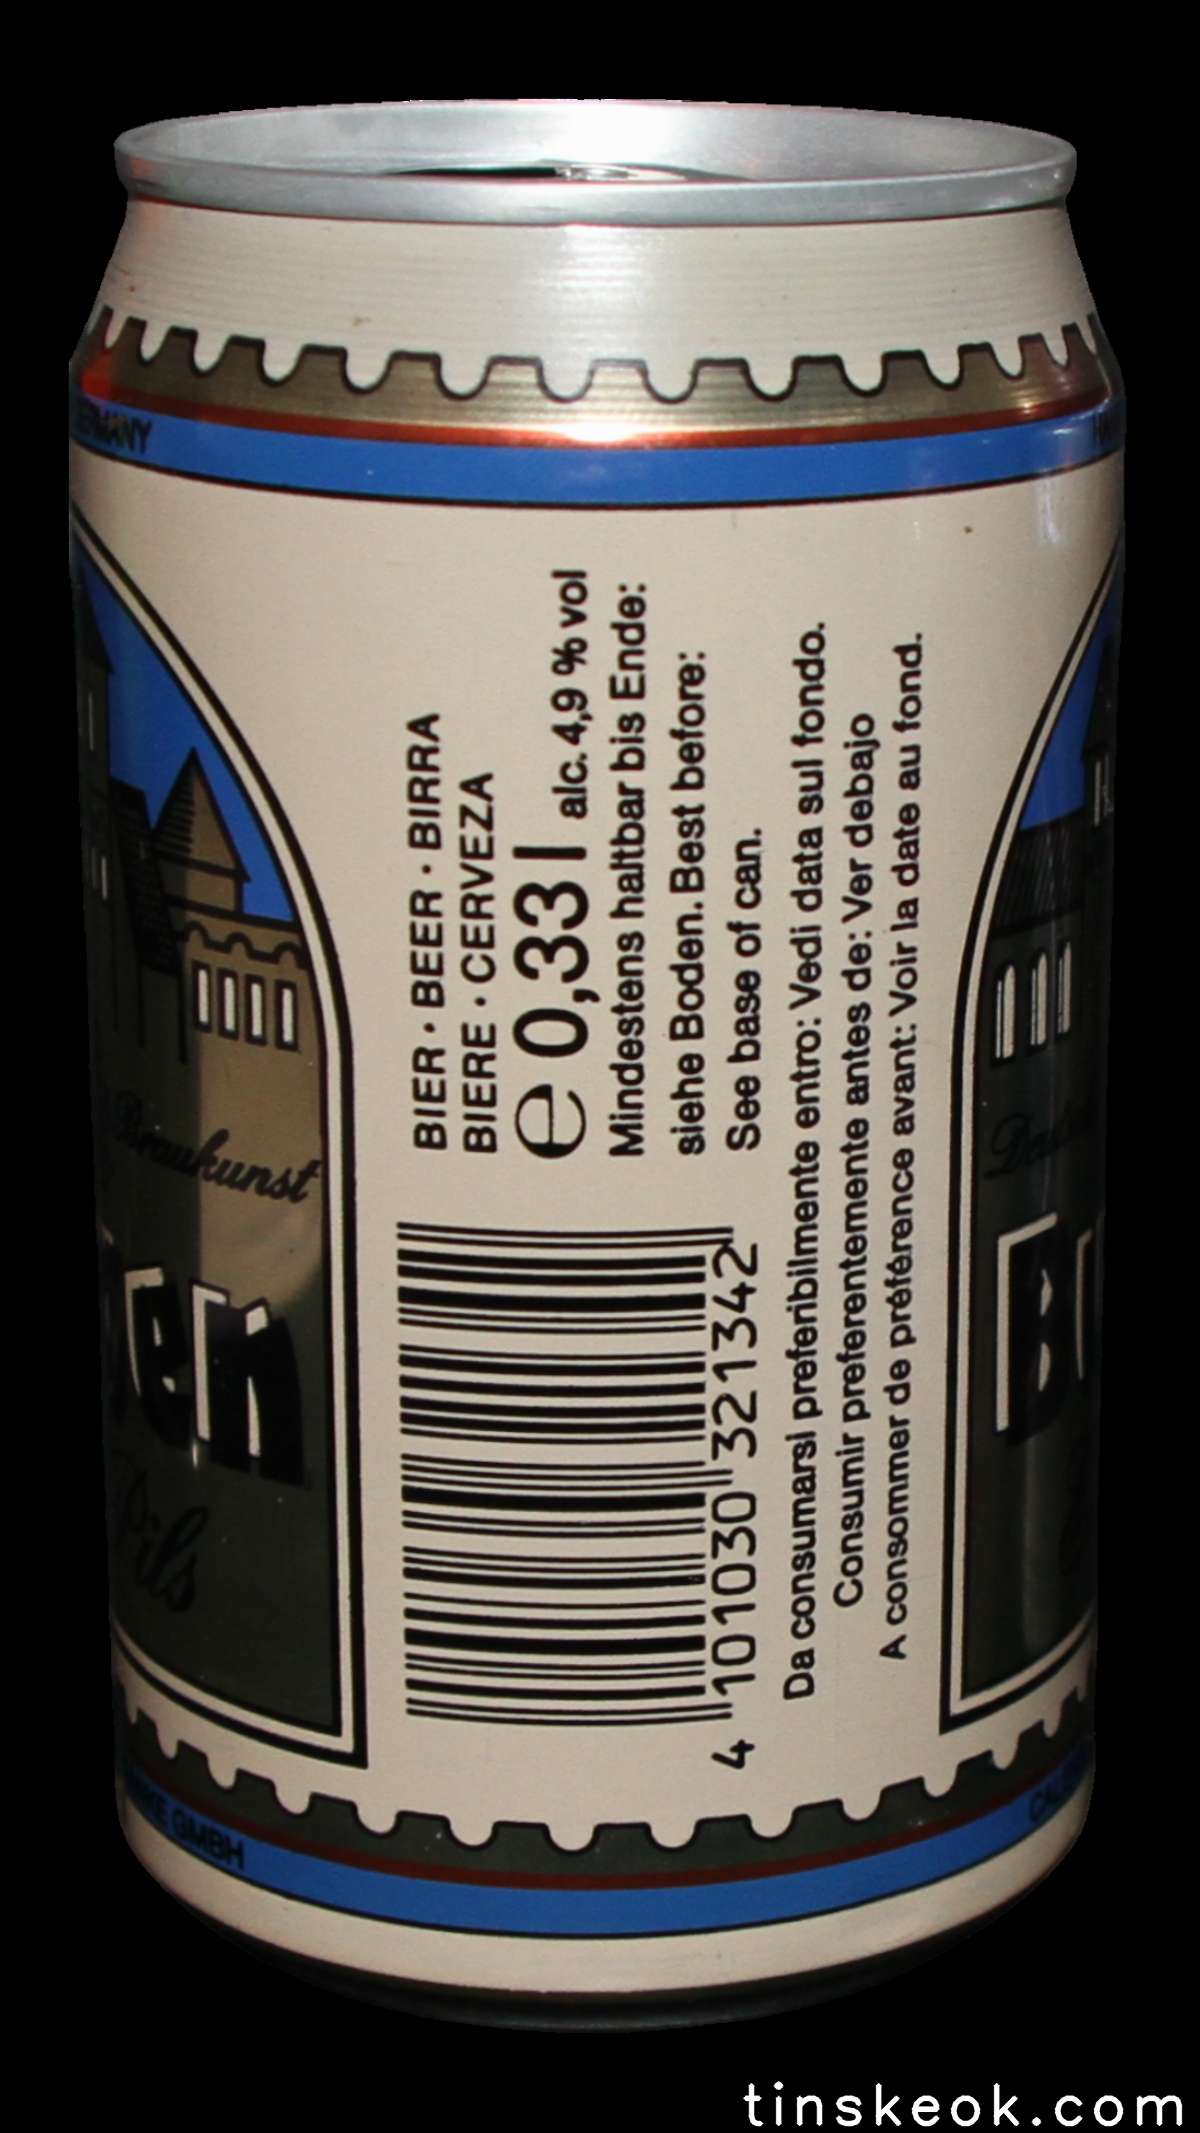 BIER · BEER · BIRRA
BIERE · CERVEZA
e 0,33 l alc. 4,9 % vol
Mindestens haltbar bis Ende:
siehe Boden. Best before:
See base of can.
Da consumarsi preferibilmente entro: Vedi data sul fondo.
Consumir preferentemente antes de: Ver debajo
A consommer de préférence avant: Voir la date au fond.
4 101030 321342
GERMANY
Braukunst
Pils
GMBH
tinskeok.com